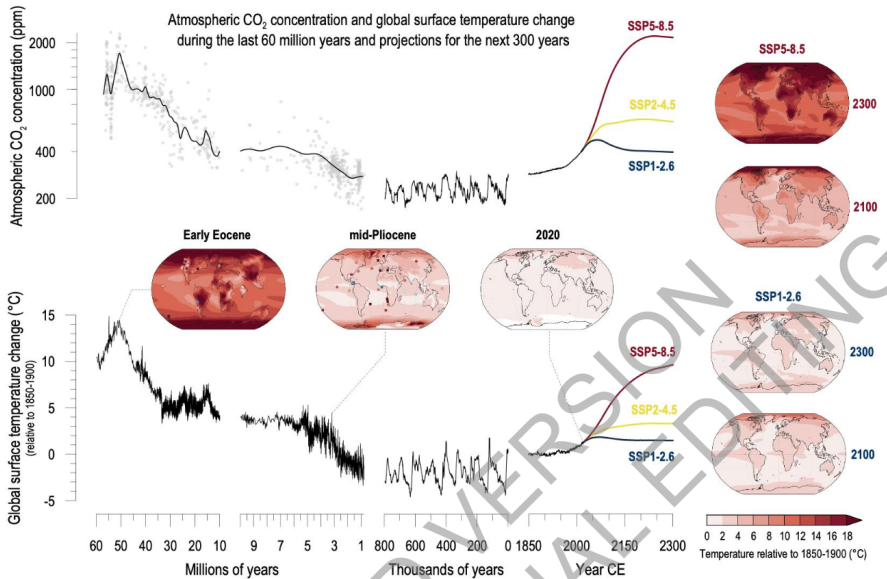 Atmospheric CO₂ concentration and global surface temperature change
during the last 60 million years and projections for the next 300 years
Atmospheric CO₂ concentration (ppm)
2000
1000
400
200
SSP5-8.5
SSP2-4.5
SSP1-2.6
SSP5-8.5
2300
2100
Early Eocene
mid-Pliocene
2020
Global surface temperature change (°C)
(relative to 1850-1900)
15
10
5
0
-5
SSP5-8.5
SSP2-4.5
SSP1-2.6
SSP1-2.6
2300
2100
60 50 40 30 20 10
Millions of years
9 7 5 3 1
800 600 400 200 0
Thousands of years
1850 2000 2150 2300
Year CE
0 2 4 6 8 10 12 14 16 18
Temperature relative to 1850-1900 (°C)
VERSION
EDITING